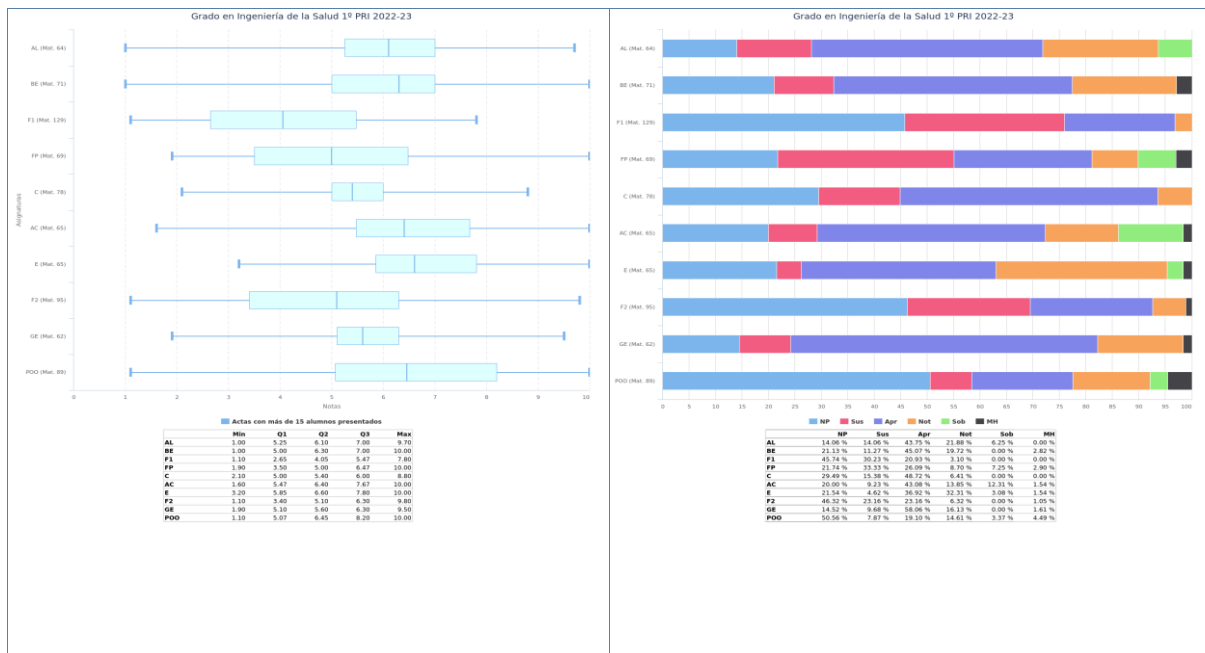 Grado en Ingeniería de la Salud 1º PRI 2022-23
Asignaturas
AL (Mat. 64)
BE (Mat. 71)
F1 (Mat. 129)
FP (Mat. 69)
C (Mat. 78)
AC (Mat. 65)
E (Mat. 65)
F2 (Mat. 95)
GE (Mat. 62)
POO (Mat. 89)
0 1 2 3 4 5 6 7 8 9 10
Notas
Actas con más de 15 alumnos presentados
Min Q1 Q2 Q3 Max
AL 1.00 5.25 6.10 7.00 9.70
BE 1.00 5.00 6.30 7.00 10.00
F1 1.10 2.65 4.05 5.47 7.80
FP 1.90 3.50 5.00 6.47 10.00
C 2.10 5.00 5.40 6.00 8.80
AC 1.60 5.47 6.40 7.67 10.00
E 3.20 5.85 6.60 7.80 10.00
F2 1.10 3.40 5.10 6.30 9.80
GE 1.90 5.10 5.60 6.30 9.50
POO 1.10 5.07 6.45 8.20 10.00
Grado en Ingeniería de la Salud 1º PRI 2022-23
AL (Mat. 64)
BE (Mat. 71)
F1 (Mat. 129)
FP (Mat. 69)
C (Mat. 78)
AC (Mat. 65)
E (Mat. 65)
F2 (Mat. 95)
GE (Mat. 62)
POO (Mat. 89)
0 5 10 15 20 25 30 35 40 45 50 55 60 65 70 75 80 85 90 95 100
NP Sus Apr Not Sob MH
NP Sus Apr Not Sob MH
AL 14.06 % 14.06 % 43.75 % 21.88 % 6.25 % 0.00 %
BE 21.13 % 11.27 % 45.07 % 19.72 % 0.00 % 2.82 %
F1 45.74 % 30.23 % 20.93 % 3.10 % 0.00 % 0.00 %
FP 21.74 % 33.33 % 26.09 % 8.70 % 7.25 % 2.90 %
C 29.49 % 15.38 % 48.72 % 6.41 % 0.00 % 0.00 %
AC 20.00 % 9.23 % 43.08 % 13.85 % 12.31 % 1.54 %
E 21.54 % 4.62 % 36.92 % 32.31 % 3.08 % 1.54 %
F2 46.32 % 23.16 % 23.16 % 6.32 % 0.00 % 1.05 %
GE 14.52 % 9.68 % 58.06 % 16.13 % 0.00 % 1.61 %
POO 50.56 % 7.87 % 19.10 % 14.61 % 3.37 % 4.49 %